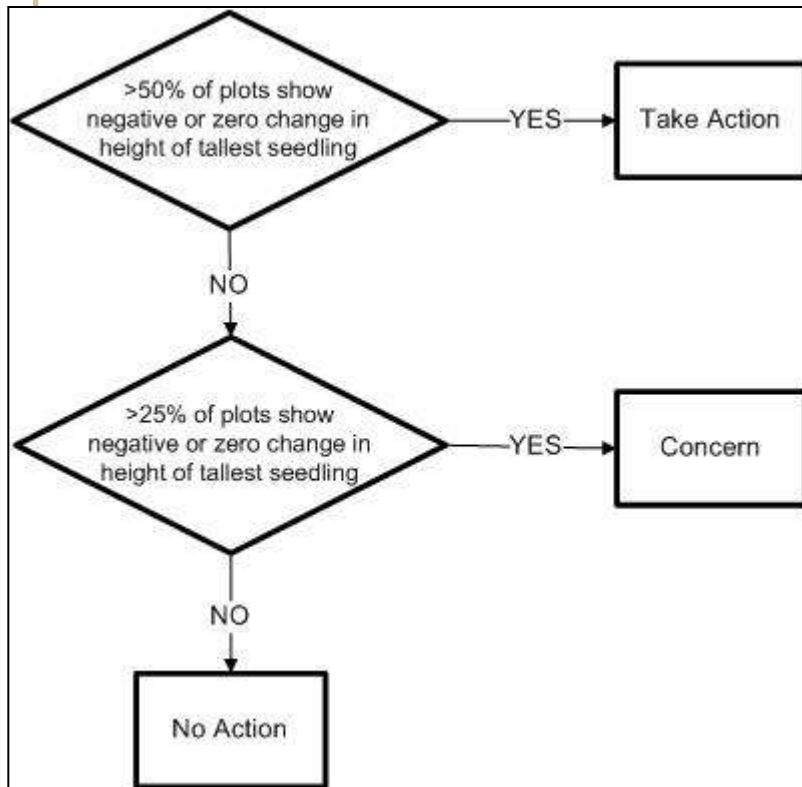 >50% of plots show
negative or zero change in
height of tallest seedling
YES
Take Action
NO
>25% of plots show
negative or zero change in
height of tallest seedling
YES
Concern
NO
No Action